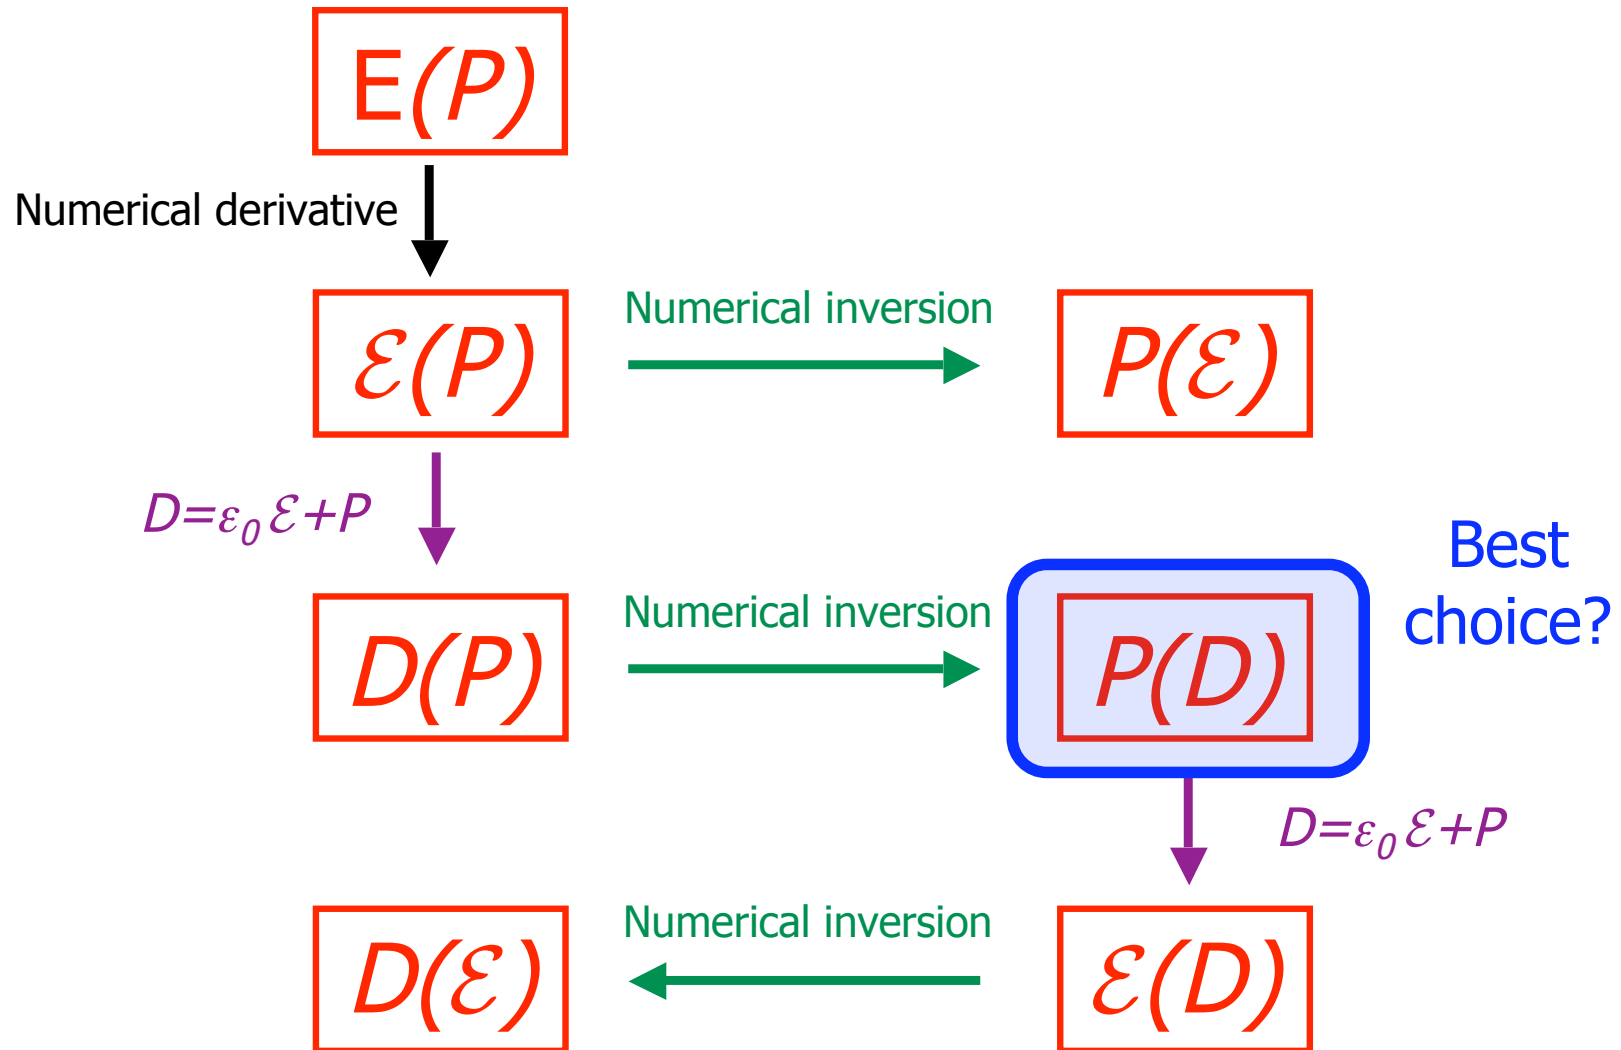 E(P)
Numerical derivative
ℰ(P)
Numerical inversion
P(ℰ)
D=ε₀ℰ+P
Best
choice?
D(P)
Numerical inversion
P(D)
D=ε₀ℰ+P
D(ℰ)
Numerical inversion
ℰ(D)